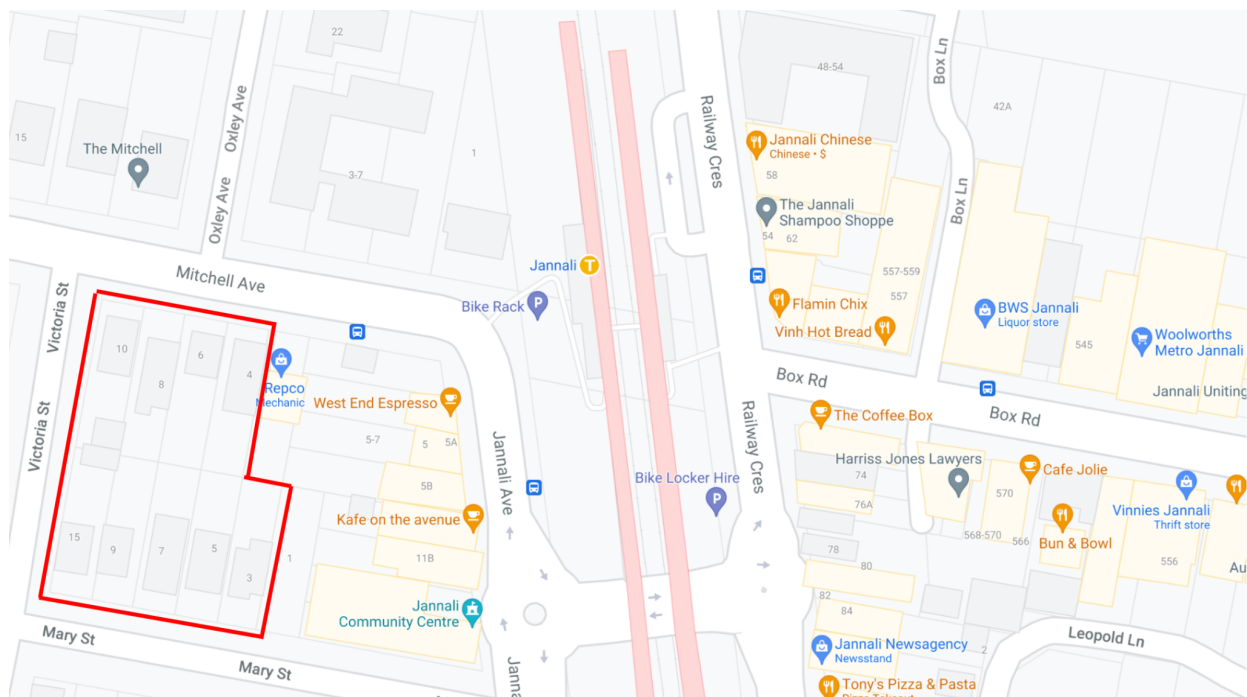 22
Box Ln
48-54
42A
Oxley Ave
Railway Cres
15
The Mitchell
1
3-7
Jannali Chinese
Chinese • $
58
Box Ln
Oxley Ave
The Jannali
Shampoo Shoppe
54
62
Jannali
T
Mitchell Ave
557-559
557
Victoria St
Bike Rack
P
Flamin Chix
Vinh Hot Bread
BWS Jannali
Liquor store
545
Woolworths
Metro Jannali
10
6
8
4
Repco
Mechanic
West End Espresso
Box Rd
Jannali Uniting
Victoria St
5-7
5
5A
Jannali Ave
Railway Cres
The Coffee Box
Box Rd
Harriss Jones Lawyers
Cafe Jolie
5B
Bike Locker Hire
P
74
76A
570
Vinnies Jannali
Thrift store
Kafe on the avenue
568-570
566
Bun & Bowl
15
9
7
5
3
1
11B
78
80
556
Au
Jannali
Community Centre
82
84
Mary St
Mary St
Leopold Ln
Jannali Newsagency
Newsstand
2
Janna
Tony's Pizza & Pasta
Pizza Takeout